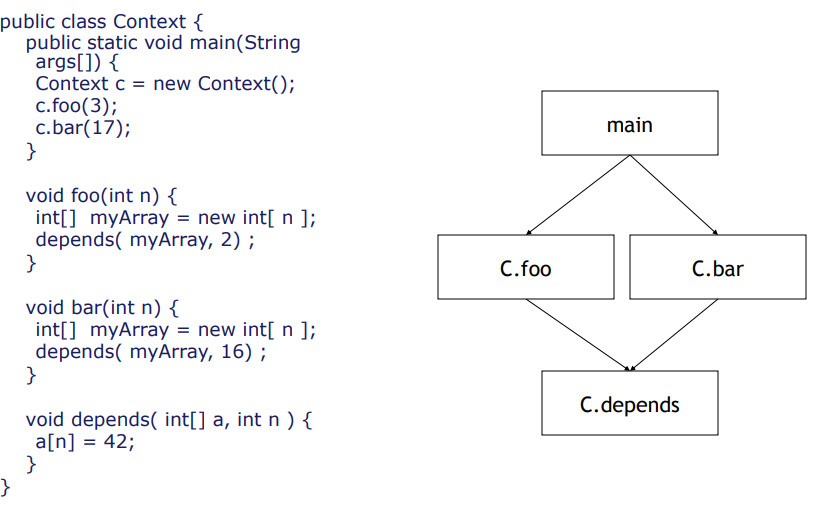 public class Context {
public static void main(String
args[]) {
Context c = new Context();
c.foo(3);
c.bar(17);
}
void foo(int n) {
int[]  myArray = new int[ n ];
depends( myArray, 2) ;
}
void bar(int n) {
int[]  myArray = new int[ n ];
depends( myArray, 16) ;
}
void depends( int[] a, int n ) {
a[n] = 42;
}
}
main
C.foo
C.bar
C.depends